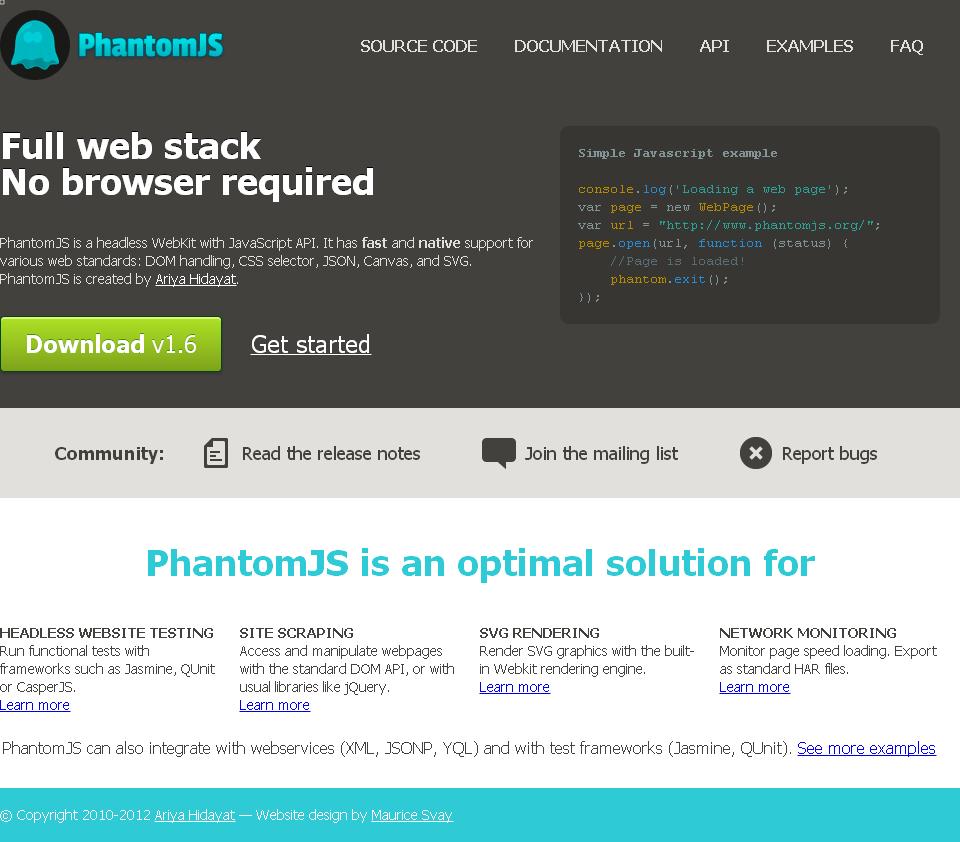 PhantomJS
SOURCE CODE DOCUMENTATION API EXAMPLES FAQ
Full web stack
No browser required
PhantomJS is a headless WebKit with JavaScript API. It has fast and native support for
various web standards: DOM handling, CSS selector, JSON, Canvas, and SVG.
PhantomJS is created by Ariya Hidayat.
Download v1.6 Get started
Simple Javascript example
console.log('Loading a web page');
var page = new WebPage();
var url = "http://www.phantomjs.org/";
page.open(url, function (status) {
//Page is loaded!
phantom.exit();
});
Community: Read the release notes Join the mailing list Report bugs
PhantomJS is an optimal solution for
HEADLESS WEBSITE TESTING
Run functional tests with
frameworks such as Jasmine, QUnit
or CasperJS.
Learn more
SITE SCRAPING
Access and manipulate webpages
with the standard DOM API, or with
usual libraries like jQuery.
Learn more
SVG RENDERING
Render SVG graphics with the built-
in Webkit rendering engine.
Learn more
NETWORK MONITORING
Monitor page speed loading. Export
as standard HAR files.
Learn more
PhantomJS can also integrate with webservices (XML, JSONP, YQL) and with test frameworks (Jasmine, QUnit). See more examples
© Copyright 2010-2012 Ariya Hidayat — Website design by Maurice Svay